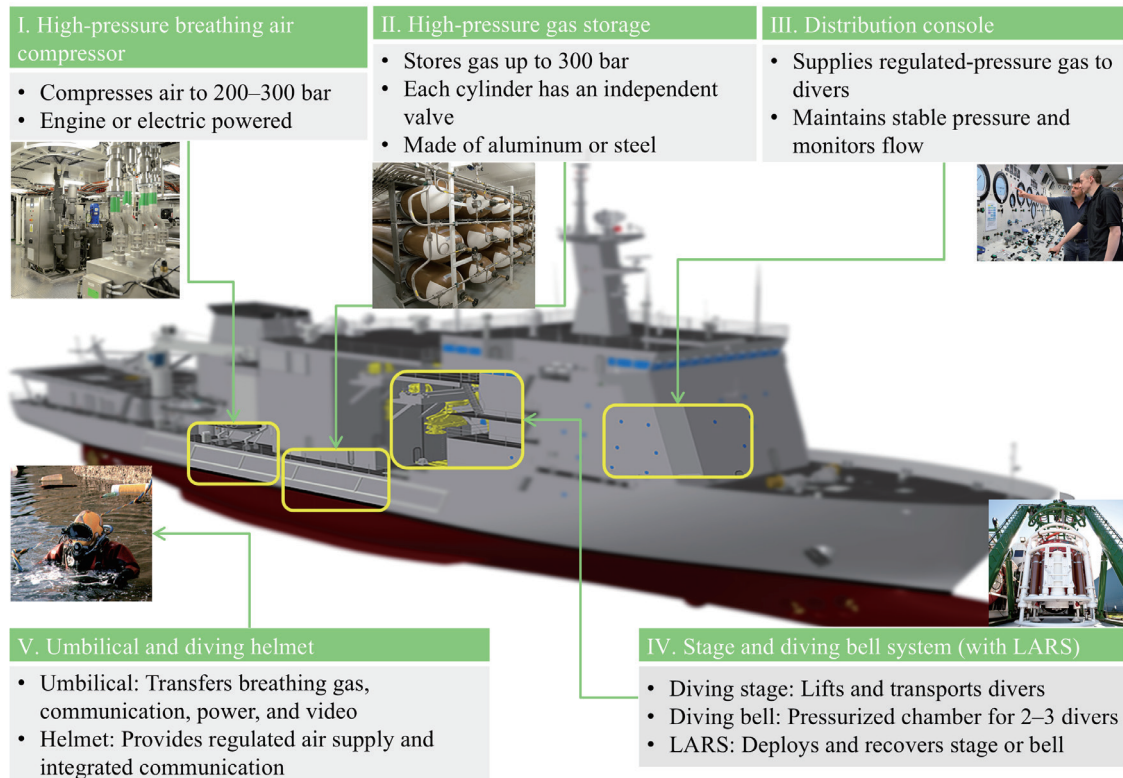 I. High-pressure breathing air
compressor
• Compresses air to 200–300 bar
• Engine or electric powered
II. High-pressure gas storage
• Stores gas up to 300 bar
• Each cylinder has an independent
valve
• Made of aluminum or steel
III. Distribution console
• Supplies regulated-pressure gas to
divers
• Maintains stable pressure and
monitors flow
V. Umbilical and diving helmet
• Umbilical: Transfers breathing gas,
communication, power, and video
• Helmet: Provides regulated air supply and
integrated communication
IV. Stage and diving bell system (with LARS)
• Diving stage: Lifts and transports divers
• Diving bell: Pressurized chamber for 2–3 divers
• LARS: Deploys and recovers stage or bell